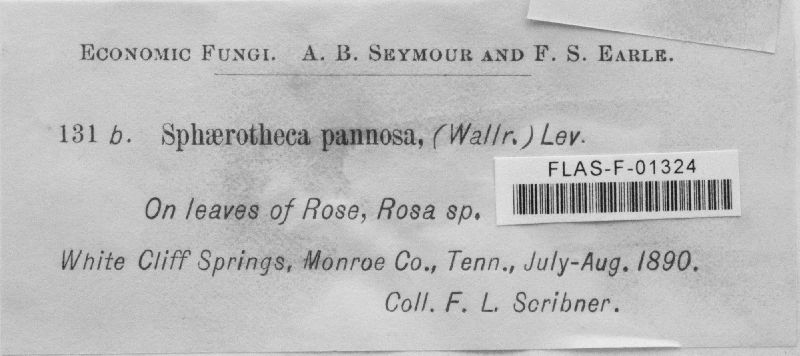 Economic Fungi. A. B. Seymour and F. S. Earle.
131 b. Sphærotheca pannosa, (Wallr.) Lev.
FLAS-F-01324
On leaves of Rose, Rosa sp.
White Cliff Springs, Monroe Co., Tenn., July-Aug. 1890.
Coll. F. L. Scribner.